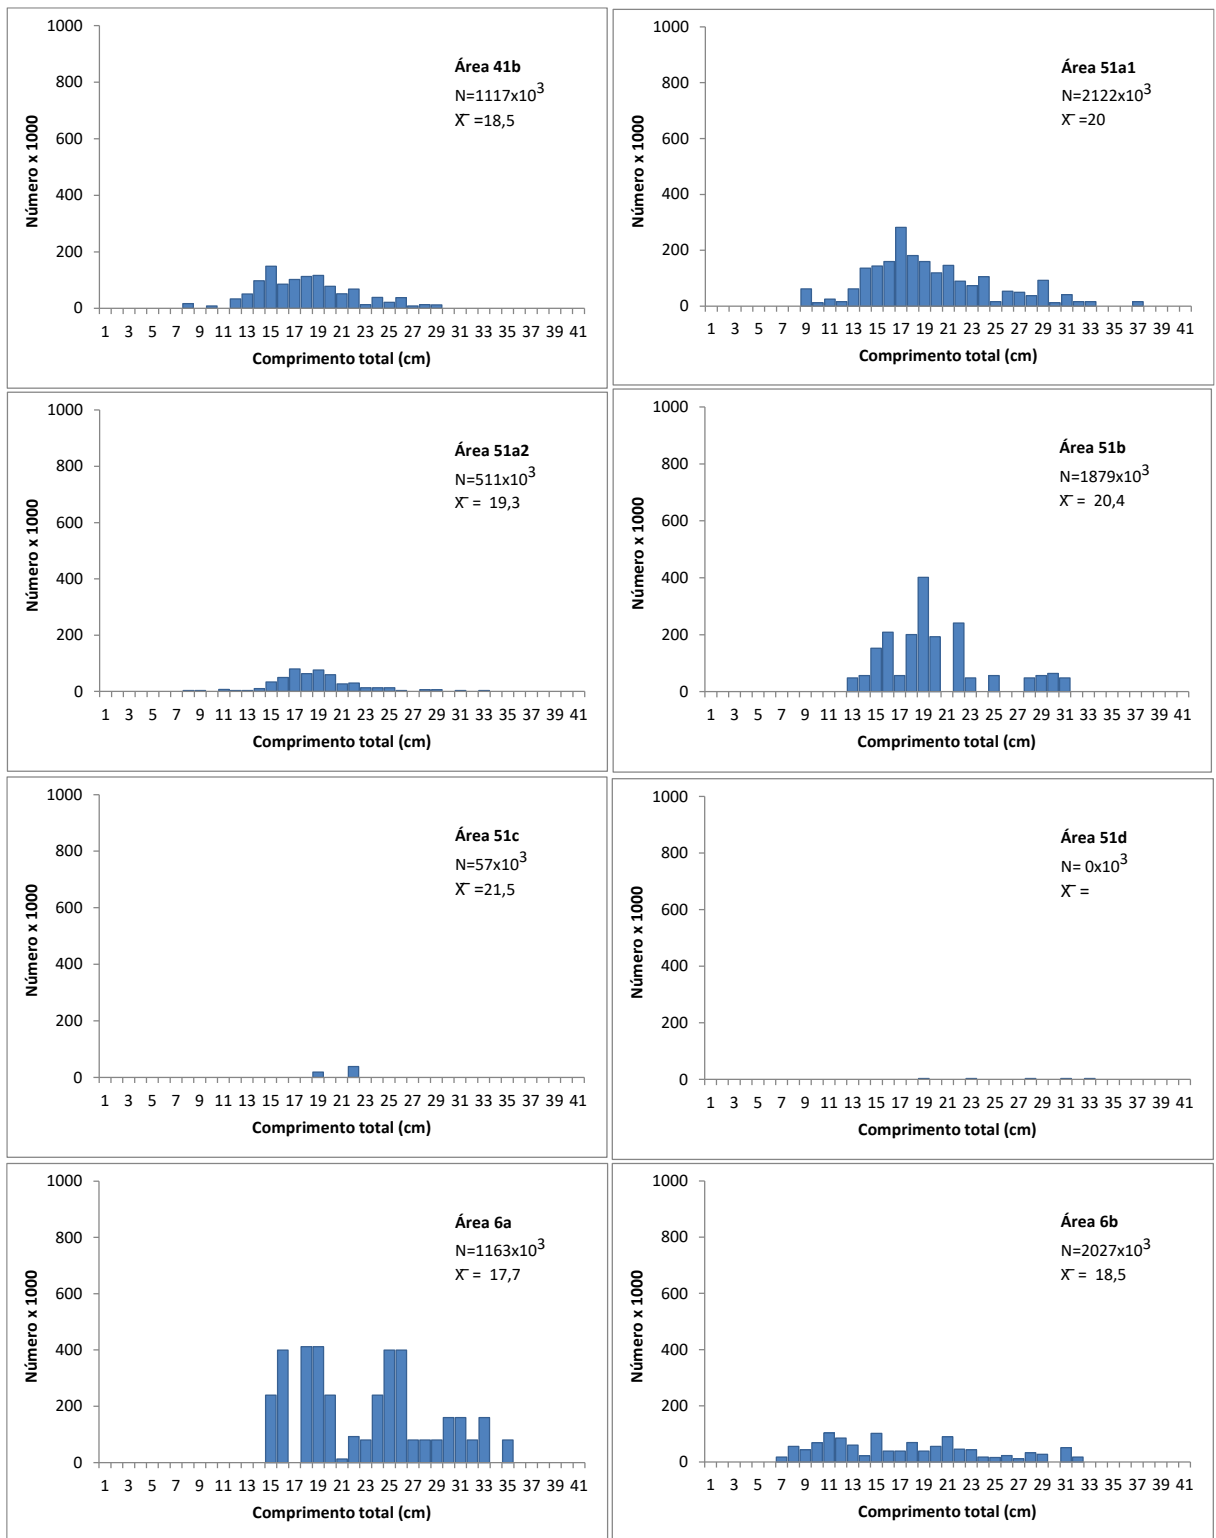 1000
800
600
400
200
0
Número x 1000
Área 41b
N=1117x10³
X̄ =18,5
1 3 5 7 9 11 13 15 17 19 21 23 25 27 29 31 33 35 37 39 41
Comprimento total (cm)
1000
800
600
400
200
0
Número x 1000
Área 51a1
N=2122x10³
X̄ =20
1 3 5 7 9 11 13 15 17 19 21 23 25 27 29 31 33 35 37 39 41
Comprimento total (cm)
1000
800
600
400
200
0
Número x 1000
Área 51a2
N=511x10³
X̄ = 19,3
1 3 5 7 9 11 13 15 17 19 21 23 25 27 29 31 33 35 37 39 41
Comprimento total (cm)
1000
800
600
400
200
0
Número x 1000
Área 51b
N=1879x10³
X̄ = 20,4
1 3 5 7 9 11 13 15 17 19 21 23 25 27 29 31 33 35 37 39 41
Comprimento total (cm)
1000
800
600
400
200
0
Número x 1000
Área 51c
N=57x10³
X̄ =21,5
1 3 5 7 9 11 13 15 17 19 21 23 25 27 29 31 33 35 37 39 41
Comprimento total (cm)
1000
800
600
400
200
0
Número x 1000
Área 51d
N= 0x10³
X̄ =
1 3 5 7 9 11 13 15 17 19 21 23 25 27 29 31 33 35 37 39 41
Comprimento total (cm)
1000
800
600
400
200
0
Número x 1000
Área 6a
N=1163x10³
X̄ = 17,7
1 3 5 7 9 11 13 15 17 19 21 23 25 27 29 31 33 35 37 39 41
Comprimento total (cm)
1000
800
600
400
200
0
Número x 1000
Área 6b
N=2027x10³
X̄ = 18,5
1 3 5 7 9 11 13 15 17 19 21 23 25 27 29 31 33 35 37 39 41
Comprimento total (cm)